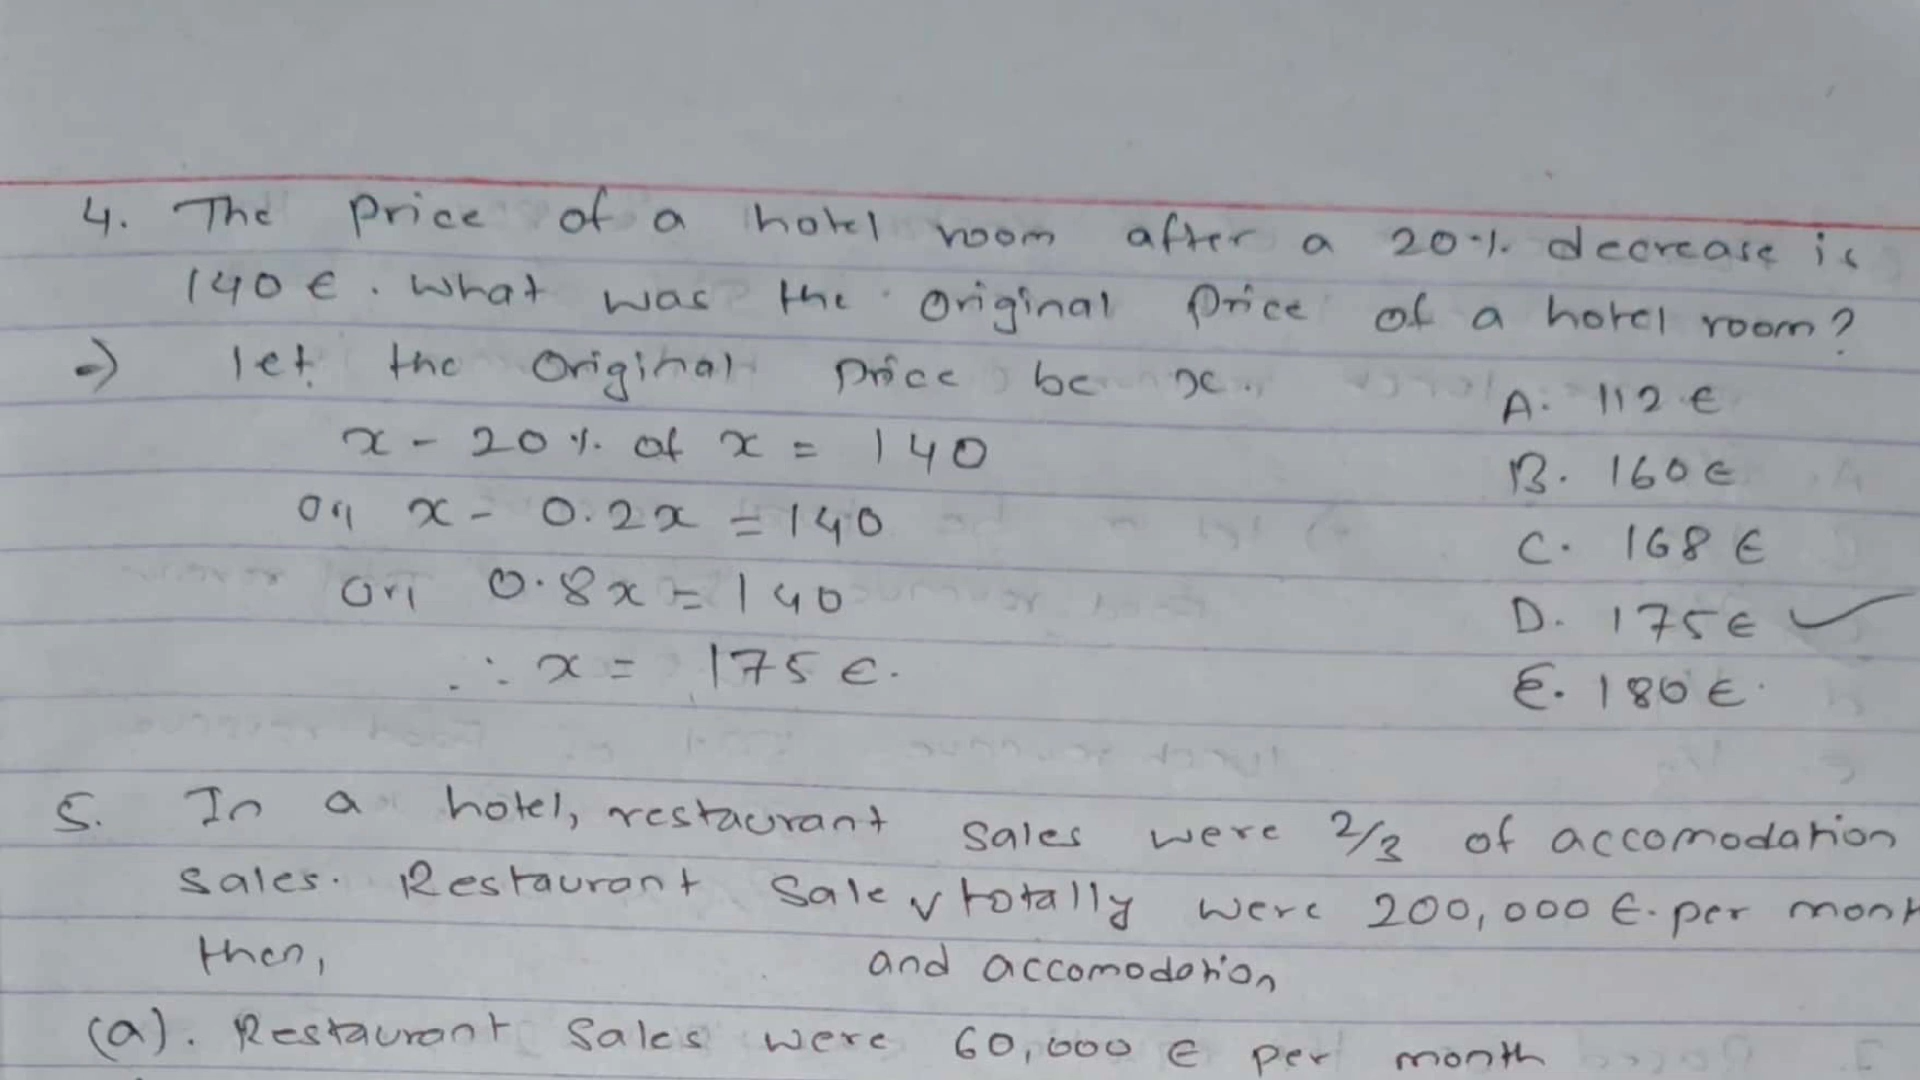 4. The price of a hotel room after a 20% decrease is
140 €. What was the original price of a hotel room?
⇒ let the original price be x.
A. 112 €
x - 20% of x = 140
B. 160 €
or, x - 0.2x = 140
C. 168 €
or, 0.8x = 140
D. 175 € ✓
∴ x = 175 €.
E. 180 €.
5. In a hotel, restaurant sales were 2/3 of accomodation
sales. Restaurant sale √ totally were 200,000 €. per mont
then,
and accomodation
(a). Restaurant sales were 60,000 € per month